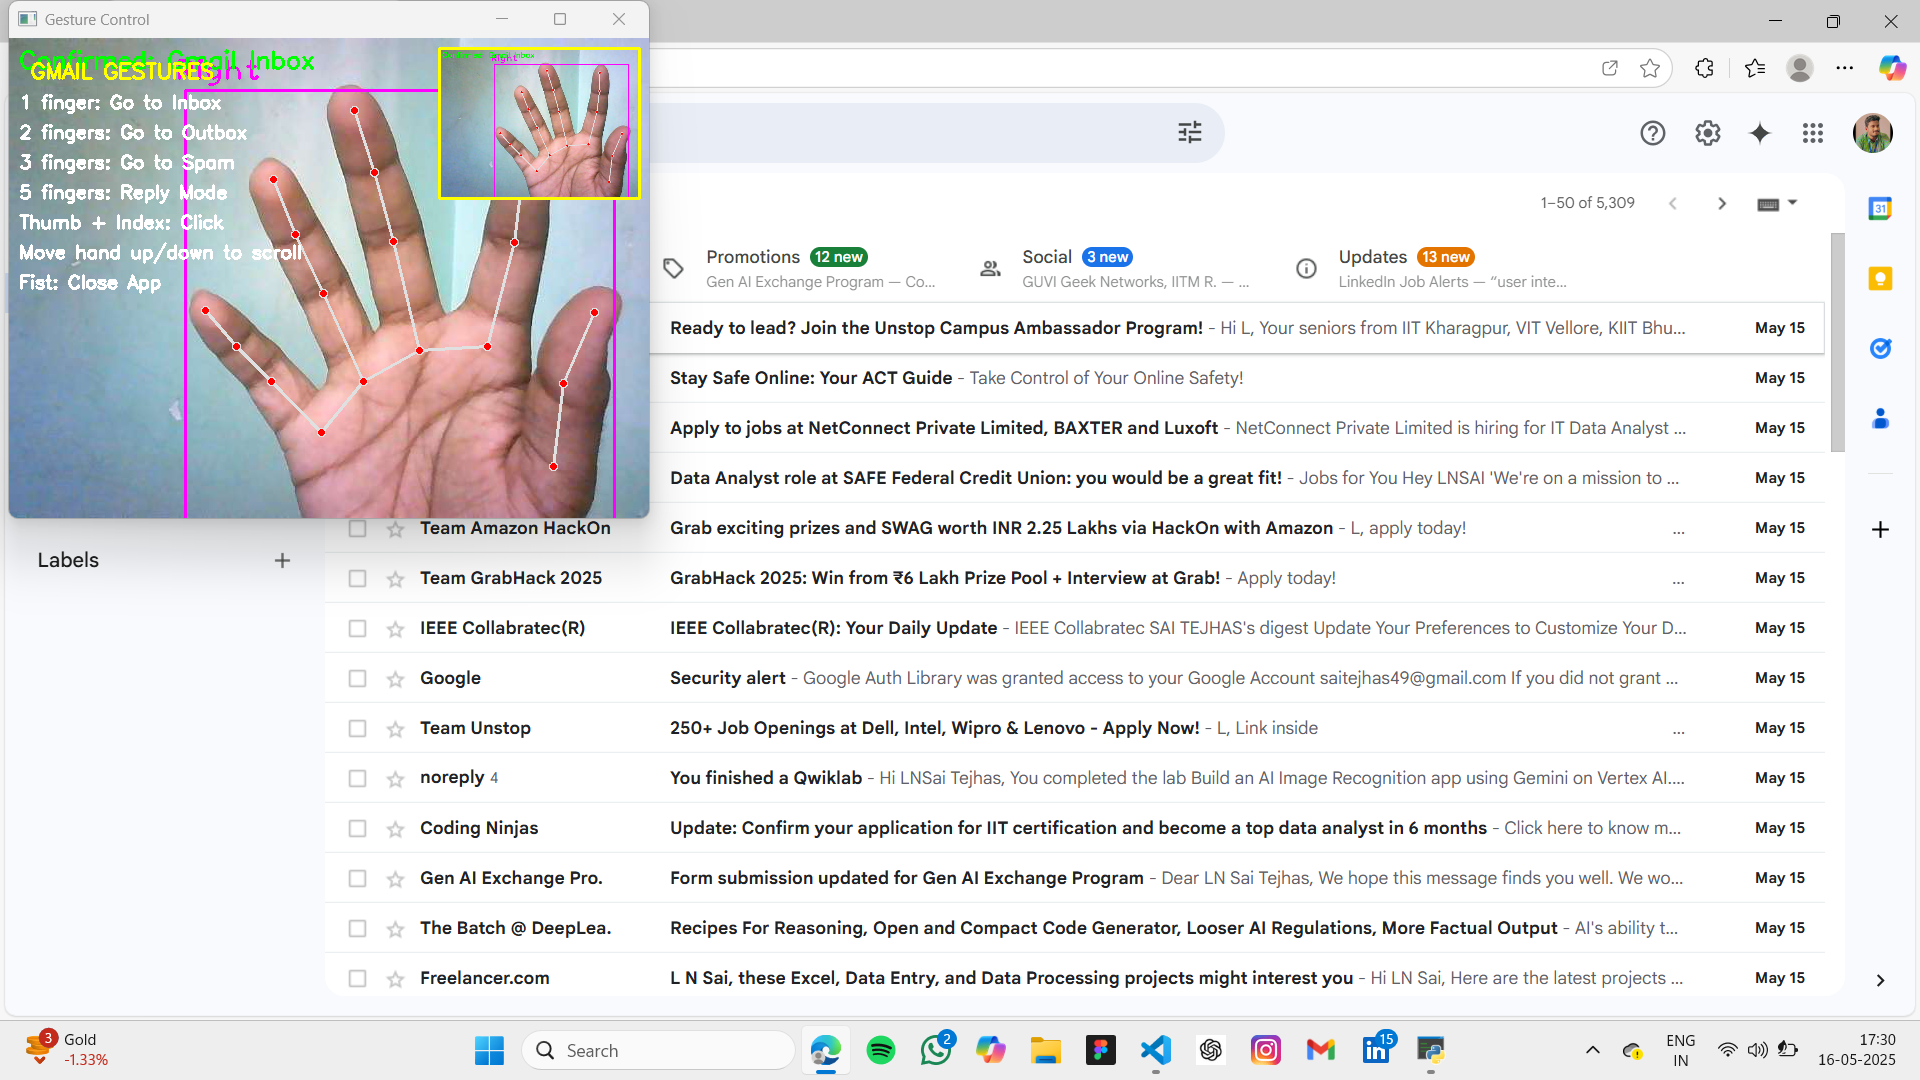 Gesture Control
Confirmed: Gmail Inbox
GMAIL GESTURES
Right
1 finger: Go to Inbox
2 fingers: Go to Outbox
3 fingers: Go to Spam
5 fingers: Reply Mode
Thumb + Index: Click
Move hand up/down to scroll
Fist: Close App
Right
1–50 of 5,309
31
Promotions 12 new
Gen AI Exchange Program — Co...
Social 3 new
GUVI Geek Networks, IITM R. — ...
Updates 13 new
LinkedIn Job Alerts — “user inte...
Ready to lead? Join the Unstop Campus Ambassador Program! - Hi L, Your seniors from IIT Kharagpur, VIT Vellore, KIIT Bhu... May 15
Stay Safe Online: Your ACT Guide - Take Control of Your Online Safety! May 15
Apply to jobs at NetConnect Private Limited, BAXTER and Luxoft - NetConnect Private Limited is hiring for IT Data Analyst ... May 15
Data Analyst role at SAFE Federal Credit Union: you would be a great fit! - Jobs for You Hey LNSAI 'We're on a mission to ... May 15
Team Amazon HackOn Grab exciting prizes and SWAG worth INR 2.25 Lakhs via HackOn with Amazon - L, apply today! ... May 15
Labels
Team GrabHack 2025 GrabHack 2025: Win from ₹6 Lakh Prize Pool + Interview at Grab! - Apply today! ... May 15
IEEE Collabratec(R) IEEE Collabratec(R): Your Daily Update - IEEE Collabratec SAI TEJHAS's digest Update Your Preferences to Customize Your D... May 15
Google Security alert - Google Auth Library was granted access to your Google Account saitejhas49@gmail.com If you did not grant ... May 15
Team Unstop 250+ Job Openings at Dell, Intel, Wipro & Lenovo - Apply Now! - L, Link inside ... May 15
noreply 4 You finished a Qwiklab - Hi LNSai Tejhas, You completed the lab Build an AI Image Recognition app using Gemini on Vertex AI.... May 15
Coding Ninjas Update: Confirm your application for IIT certification and become a top data analyst in 6 months - Click here to know m... May 15
Gen AI Exchange Pro. Form submission updated for Gen AI Exchange Program - Dear LN Sai Tejhas, We hope this message finds you well. We wo... May 15
The Batch @ DeepLea. Recipes For Reasoning, Open and Compact Code Generator, Looser AI Regulations, More Factual Output - AI's ability t... May 15
Freelancer.com L N Sai, these Excel, Data Entry, and Data Processing projects might interest you - Hi LN Sai, Here are the latest projects ... May 15
3
Gold
-1.33%
Search
2
15
ENG
IN
17:30
16-05-2025